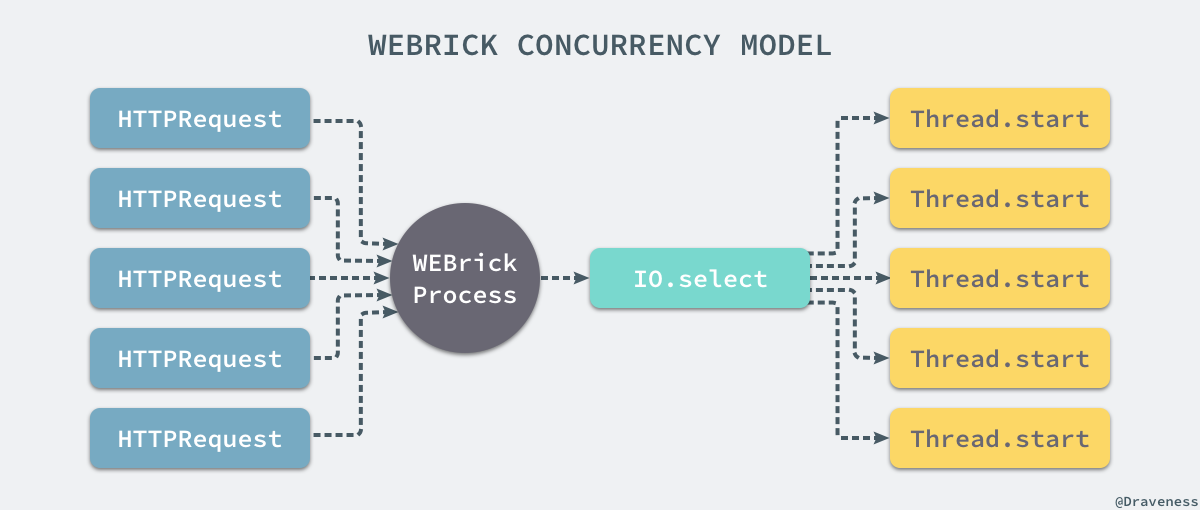 WEBRICK CONCURRENCY MODEL
HTTPRequest
HTTPRequest
HTTPRequest
HTTPRequest
HTTPRequest
WEBrick
Process
IO.select
Thread.start
Thread.start
Thread.start
Thread.start
Thread.start
@Draveness